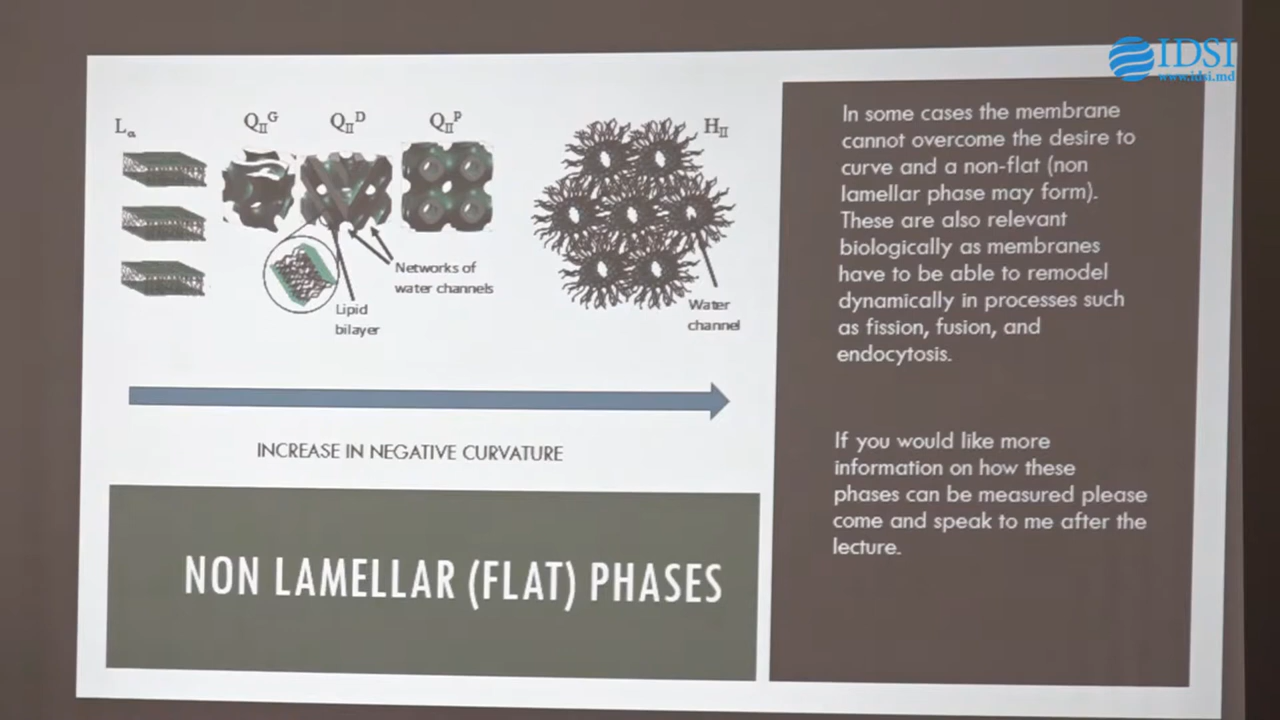 IDSI
www.idsi.md
Lα
QIIG
QIID
QIIP
HII
Networks of
water channels
Lipid
bilayer
Water
channel
INCREASE IN NEGATIVE CURVATURE
NON LAMELLAR (FLAT) PHASES
In some cases the membrane
cannot overcome the desire to
curve and a non-flat (non
lamellar phase may form).
These are also relevant
biologically as membranes
have to be able to remodel
dynamically in processes such
as fission, fusion, and
endocytosis.
If you would like more
information on how these
phases can be measured please
come and speak to me after the
lecture.